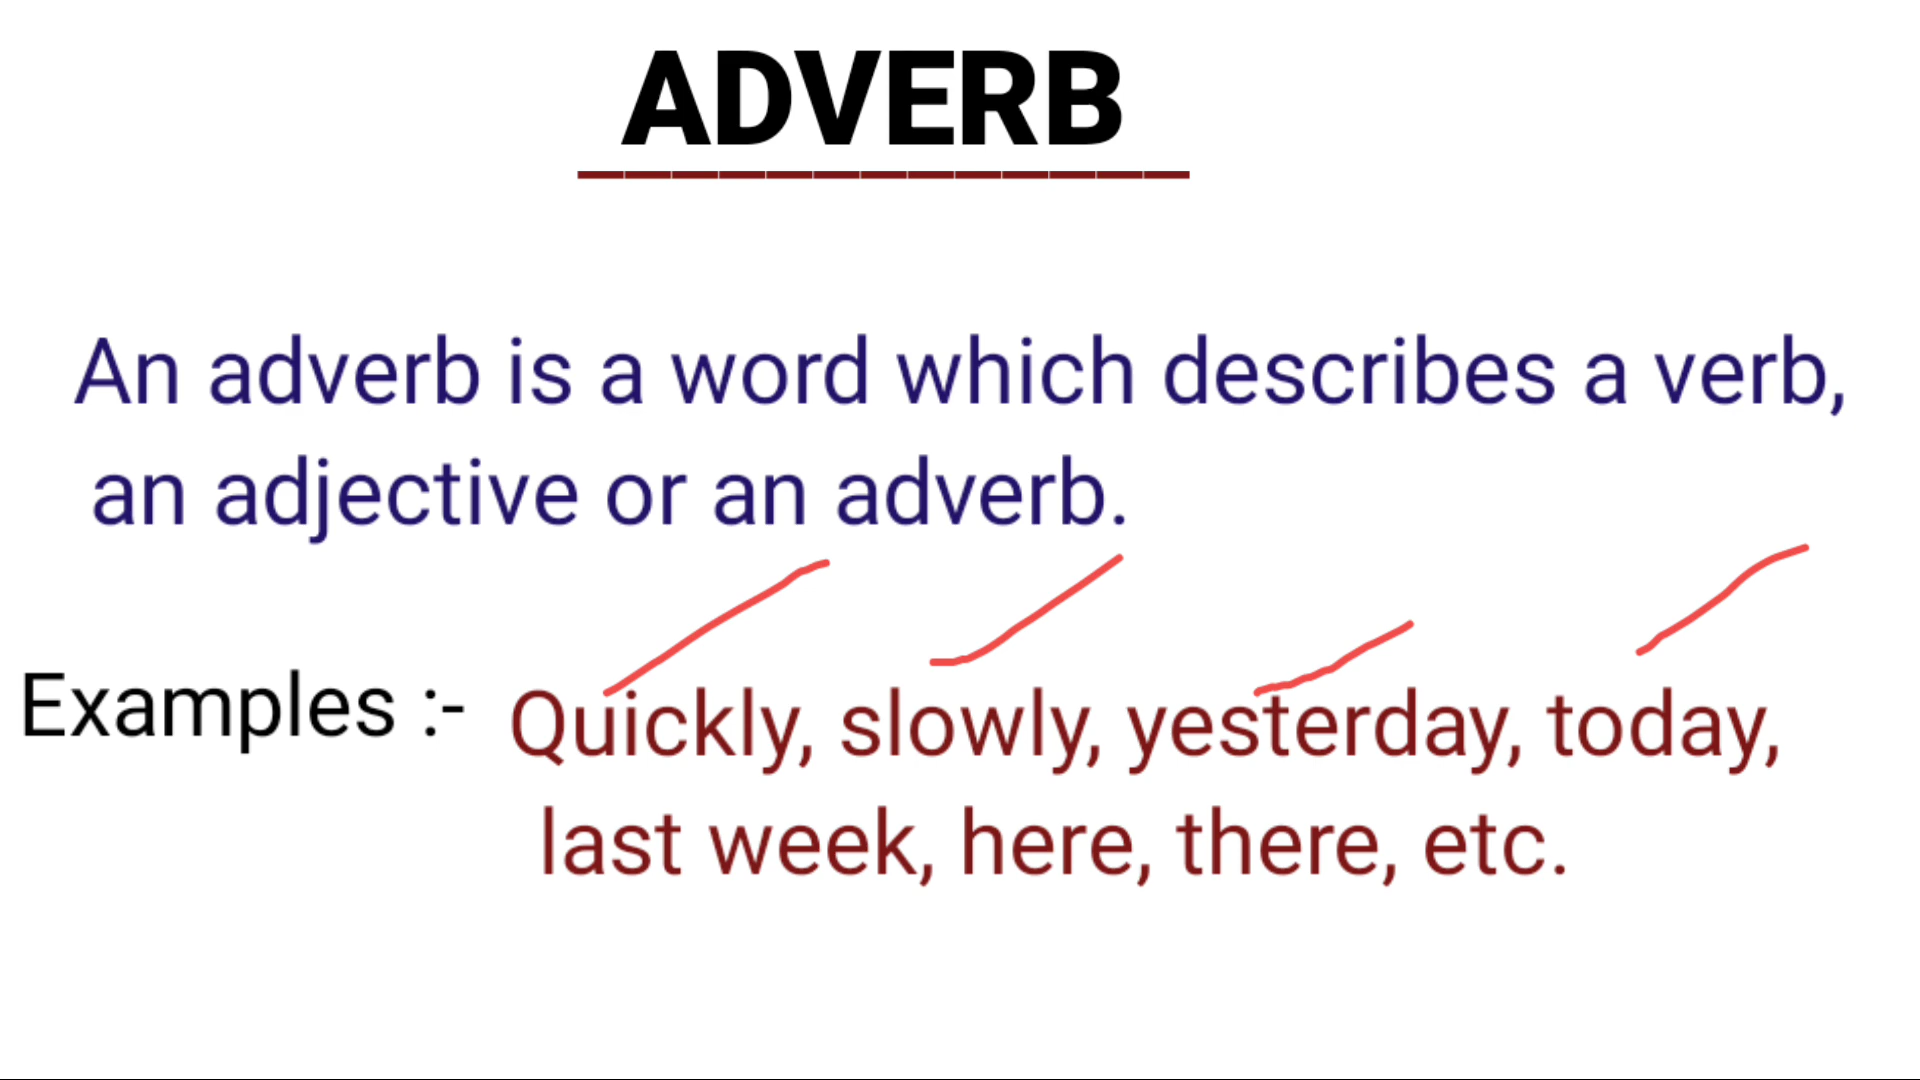 ADVERB
An adverb is a word which describes a verb,
an adjective or an adverb.
Examples :- Quickly, slowly, yesterday, today,
last week, here, there, etc.